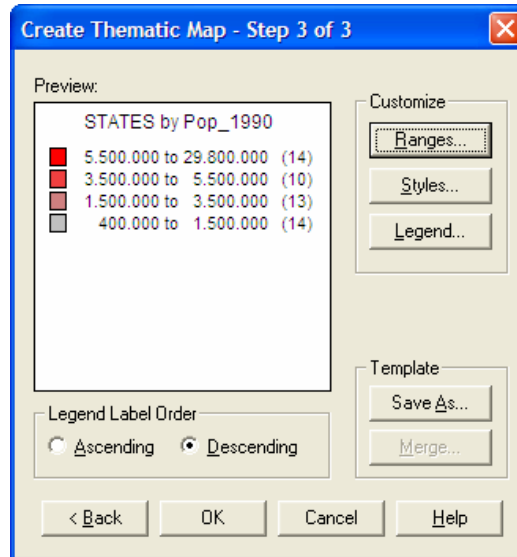 Create Thematic Map - Step 3 of 3
Preview:
STATES by Pop_1990
5.500.000 to 29.800.000 (14)
3.500.000 to 5.500.000 (10)
1.500.000 to 3.500.000 (13)
400.000 to 1.500.000 (14)
Customize
Ranges...
Styles...
Legend...
Template
Save As...
Merge...
Legend Label Order
Ascending Descending
< Back OK Cancel Help